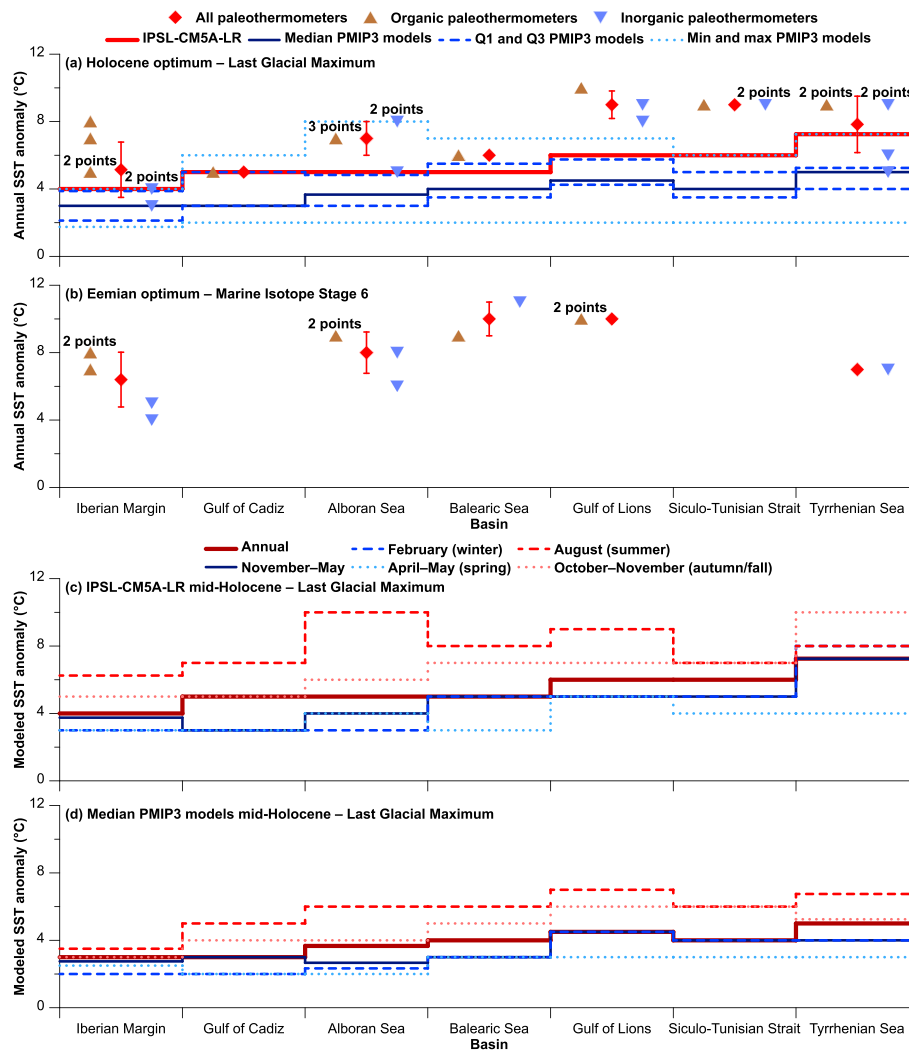 All paleothermometers Organic paleothermometers Inorganic paleothermometers
IPSL-CM5A-LR Median PMIP3 models Q1 and Q3 PMIP3 models Min and max PMIP3 models
(a) Holocene optimum – Last Glacial Maximum
Annual SST anomaly (°C)
12
8
4
0
2 points
2 points
3 points
2 points
2 points
2 points
2 points
(b) Eemian optimum – Marine Isotope Stage 6
Annual SST anomaly (°C)
12
8
4
0
2 points
2 points
2 points
Iberian Margin Gulf of Cadiz Alboran Sea Balearic Sea Gulf of Lions Siculo-Tunisian Strait Tyrrhenian Sea
Basin
Annual February (winter) August (summer)
November–May April–May (spring) October–November (autumn/fall)
(c) IPSL-CM5A-LR mid-Holocene – Last Glacial Maximum
Modeled SST anomaly (°C)
12
8
4
0
(d) Median PMIP3 models mid-Holocene – Last Glacial Maximum
Modeled SST anomaly (°C)
12
8
4
0
Iberian Margin Gulf of Cadiz Alboran Sea Balearic Sea Gulf of Lions Siculo-Tunisian Strait Tyrrhenian Sea
Basin